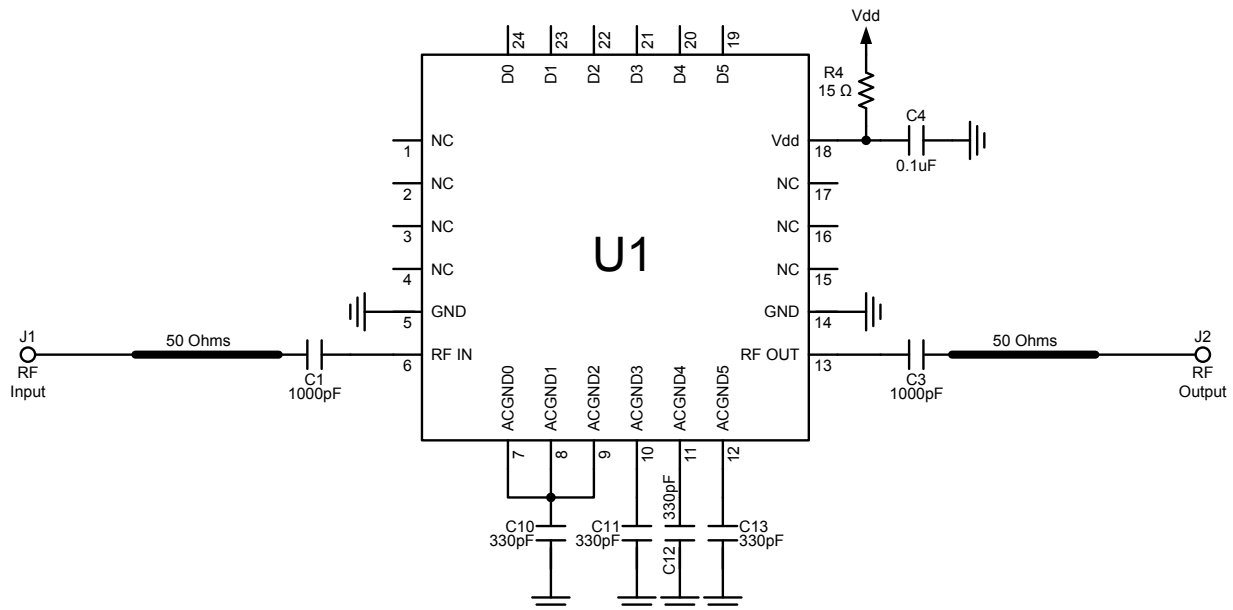 Vdd
24
23
22
21
20
19
D0
D1
D2
D3
D4
D5
R4
15 Ω
C4
0.1uF
NC
1
Vdd
18
NC
2
NC
17
NC
3
NC
16
U1
NC
4
NC
15
GND
5
GND
14
J1
RF
Input
50 Ohms
C1
1000pF
RF IN
6
RF OUT
13
C3
1000pF
50 Ohms
J2
RF
Output
ACGND0
ACGND1
ACGND2
ACGND3
ACGND4
ACGND5
7
8
9
10
11
12
C10
330pF
C11
330pF
330pF
C12
C13
330pF